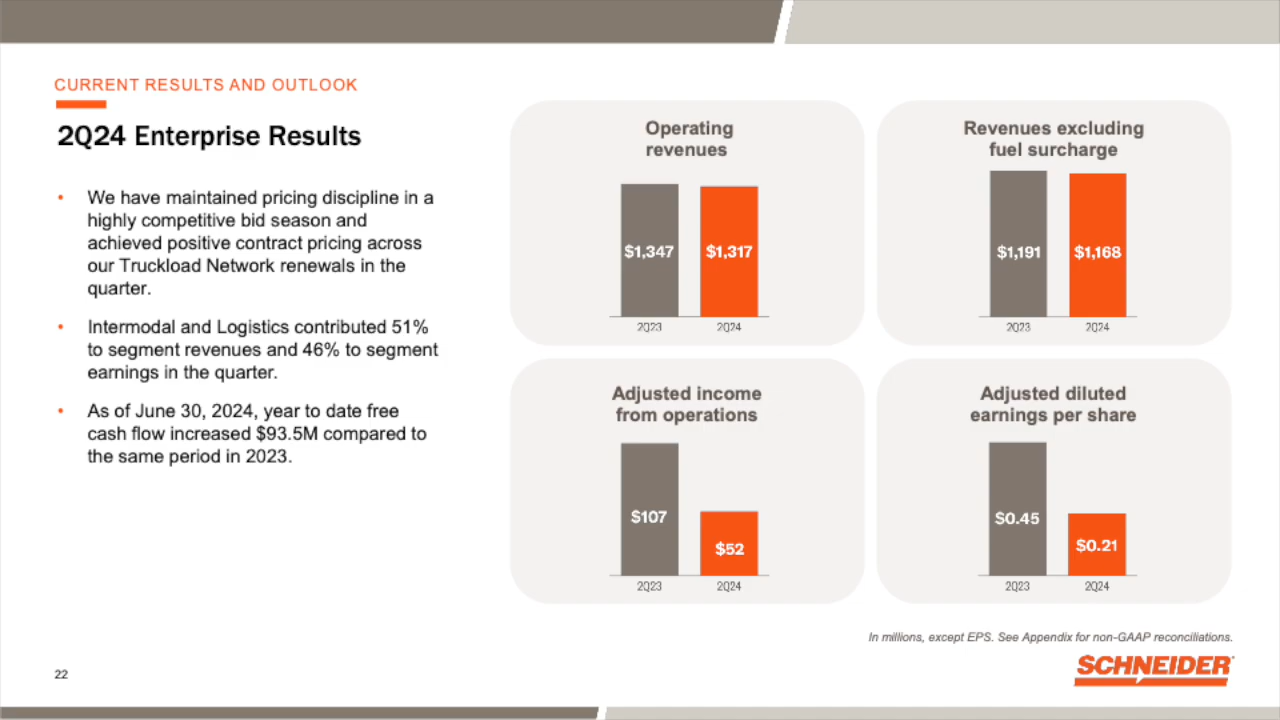 CURRENT RESULTS AND OUTLOOK
2Q24 Enterprise Results
• We have maintained pricing discipline in a
highly competitive bid season and
achieved positive contract pricing across
our Truckload Network renewals in the
quarter.
• Intermodal and Logistics contributed 51%
to segment revenues and 46% to segment
earnings in the quarter.
• As of June 30, 2024, year to date free
cash flow increased $93.5M compared to
the same period in 2023.
Operating
revenues
$1,347 $1,317
2Q23 2Q24
Revenues excluding
fuel surcharge
$1,191 $1,168
2Q23 2Q24
Adjusted income
from operations
$107 $52
2Q23 2Q24
Adjusted diluted
earnings per share
$0.45 $0.21
2Q23 2Q24
In millions, except EPS. See Appendix for non-GAAP reconciliations.
22
SCHNEIDER